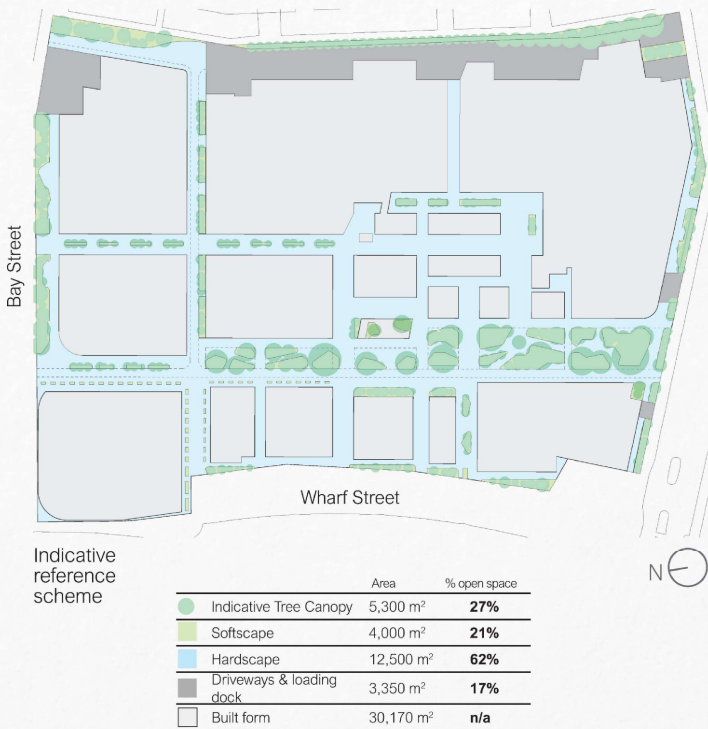 Bay Street
Wharf Street
Indicative
reference
scheme
N
Area % open space
Indicative Tree Canopy 5,300 m² 27%
Softscape 4,000 m² 21%
Hardscape 12,500 m² 62%
Driveways & loading
dock 3,350 m² 17%
Built form 30,170 m² n/a